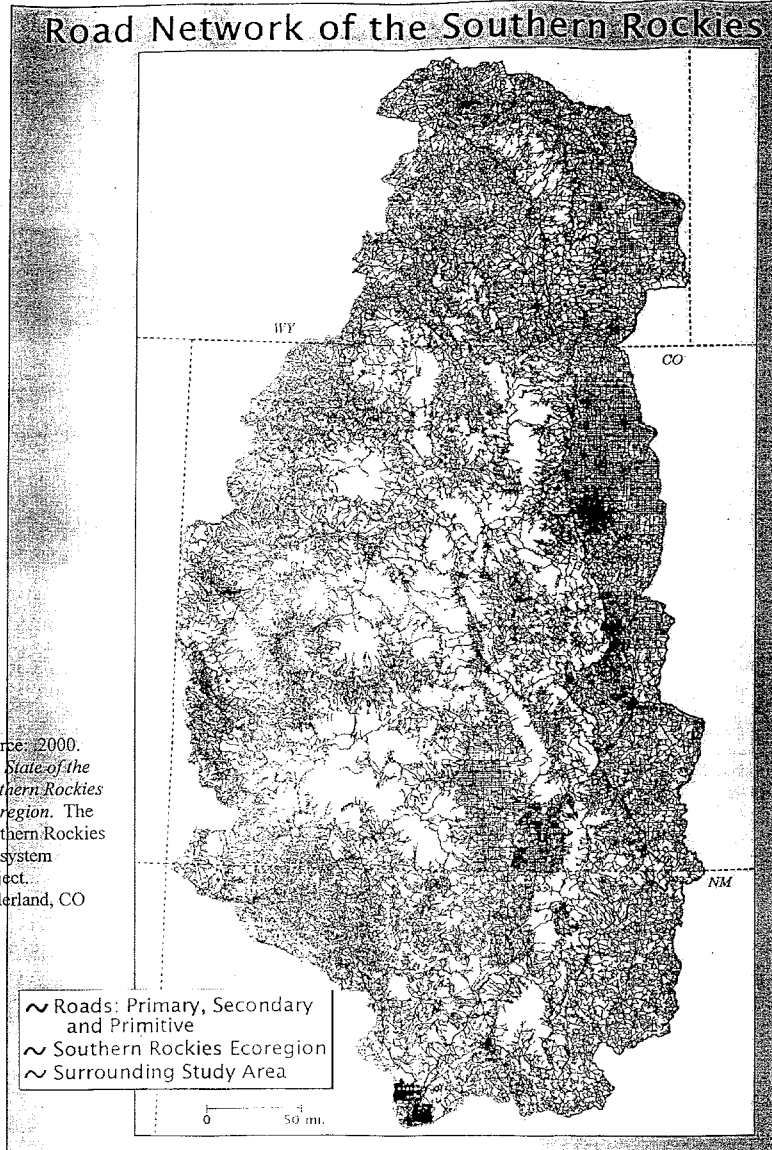 Road Network of the Southern Rockies
WY
CO
rce: 2000.
State of the
thern Rockies
region. The
thern Rockies
system
ject.
erland, CO
NM
Roads: Primary, Secondary
and Primitive
Southern Rockies Ecoregion
Surrounding Study Area
0 50 mi.